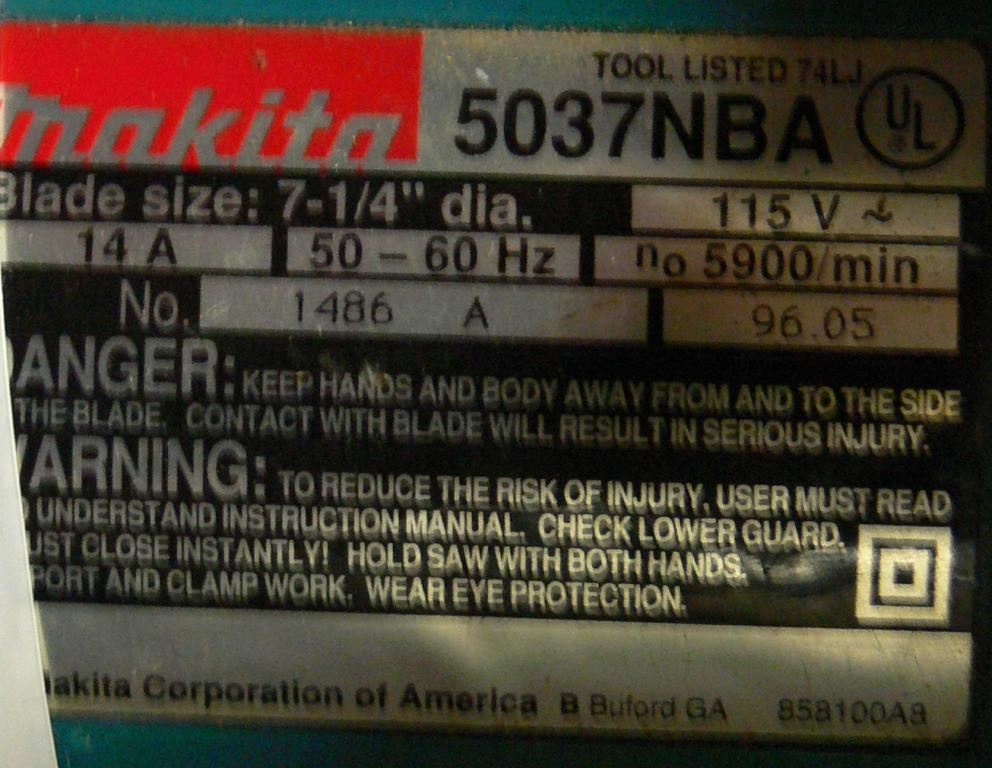 TOOL LISTED 74LJ
makita 5037NBA UL
Blade size: 7-1/4" dia. 115 V ~
14 A 50 – 60 Hz no 5900/min
No. 1486 A 96.05
DANGER: KEEP HANDS AND BODY AWAY FROM AND TO THE SIDE
THE BLADE. CONTACT WITH BLADE WILL RESULT IN SERIOUS INJURY.
WARNING: TO REDUCE THE RISK OF INJURY, USER MUST READ
UNDERSTAND INSTRUCTION MANUAL. CHECK LOWER GUARD.
UST CLOSE INSTANTLY! HOLD SAW WITH BOTH HANDS.
PORT AND CLAMP WORK. WEAR EYE PROTECTION.
Makita Corporation of America B Buford GA 858100A8